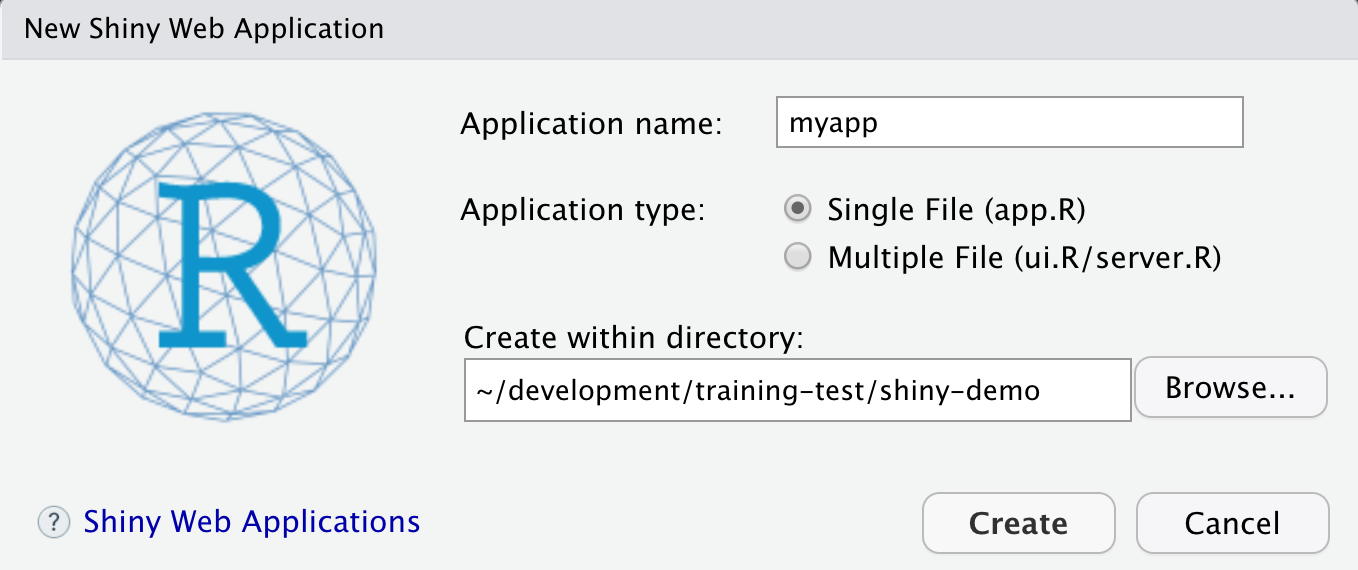 New Shiny Web Application
R
Application name: myapp
Application type: Single File (app.R)
Multiple File (ui.R/server.R)
Create within directory:
~/development/training-test/shiny-demo Browse...
? Shiny Web Applications Create Cancel